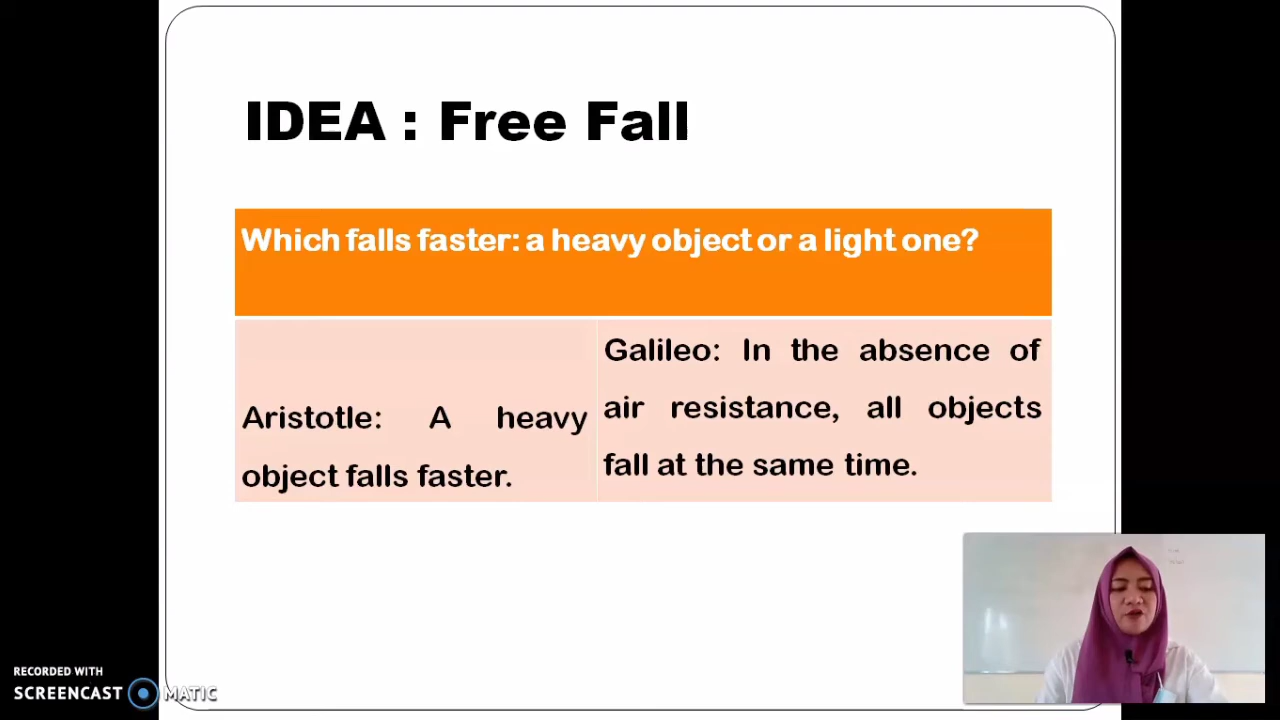 IDEA : Free Fall
Which falls faster: a heavy object or a light one?
Aristotle: A heavy
object falls faster.
Galileo: In the absence of
air resistance, all objects
fall at the same time.
RECORDED WITH
SCREENCAST MATIC